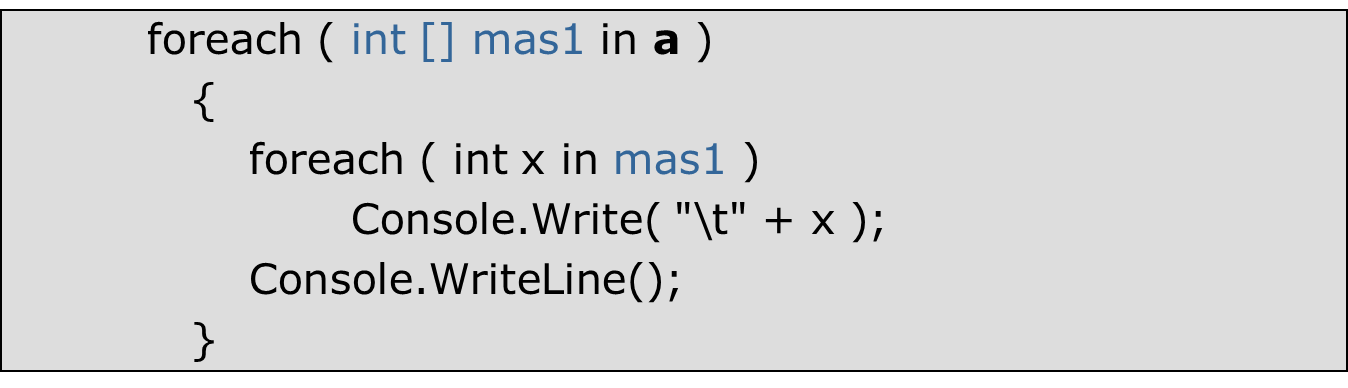 foreach ( int [] mas1 in a )
{
foreach ( int x in mas1 )
Console.Write( "\t" + x );
Console.WriteLine();
}